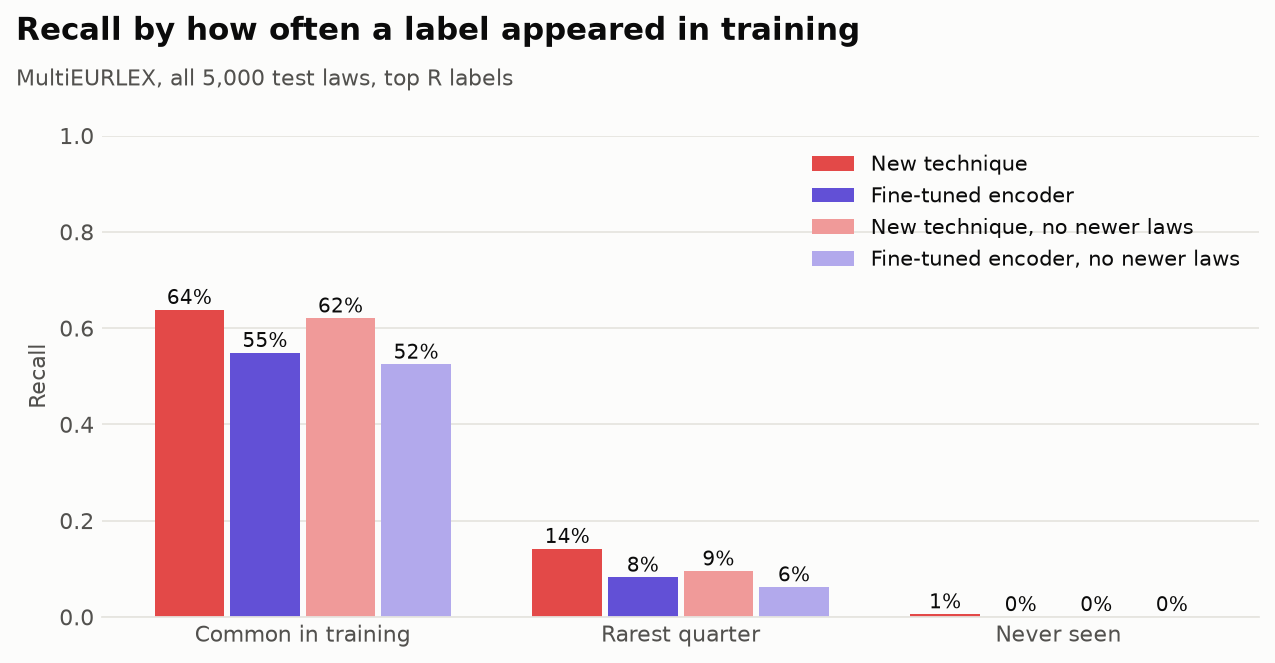 Recall by how often a label appeared in training
MultiEURLEX, all 5,000 test laws, top R labels
Recall
1.0
0.8
0.6
0.4
0.2
0.0
New technique
Fine-tuned encoder
New technique, no newer laws
Fine-tuned encoder, no newer laws
64%
55%
62%
52%
14%
8%
9%
6%
1%
0%
0%
0%
Common in training
Rarest quarter
Never seen